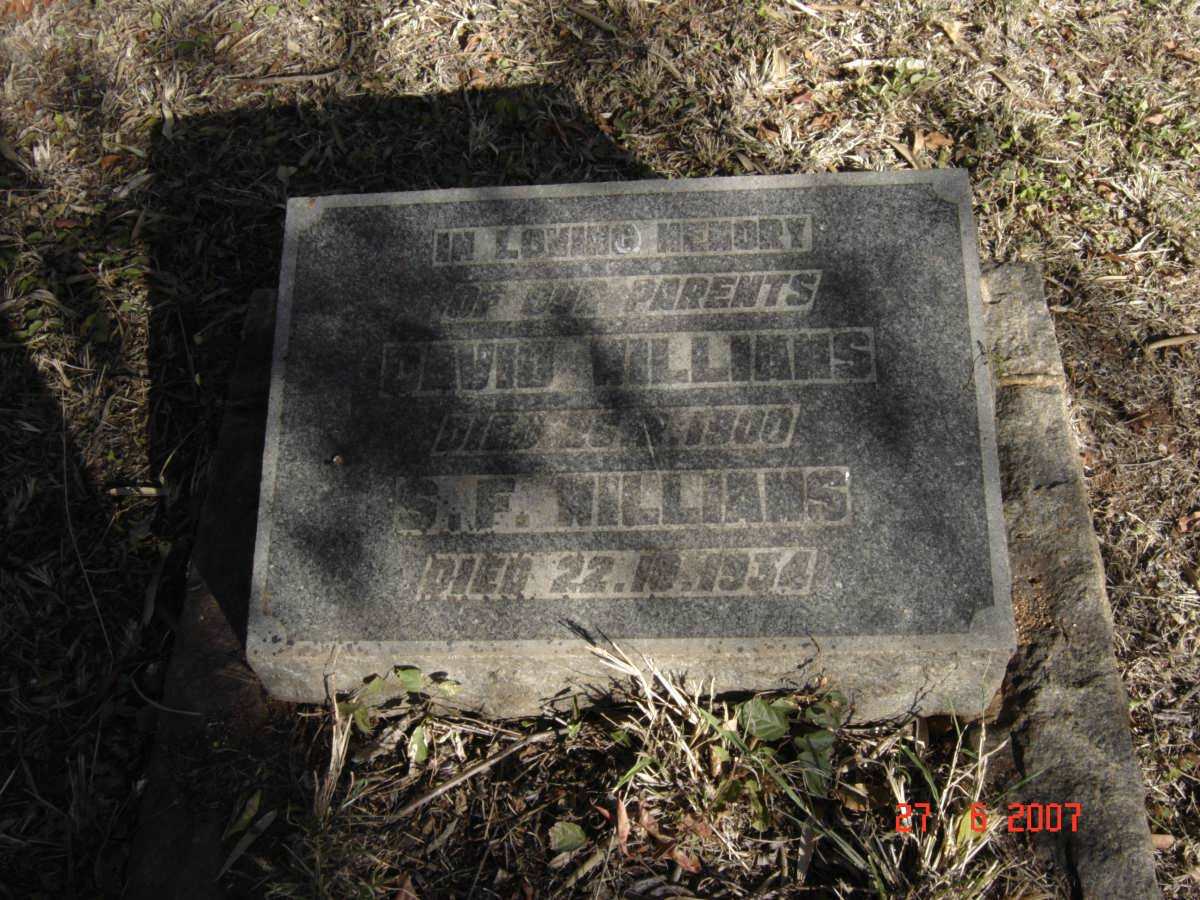 IN LOVING MEMORY
OF OUR PARENTS
DAVID WILLIAMS
DIED
S.F. WILLIAMS
DIED 22.10.1934
27 6 2007